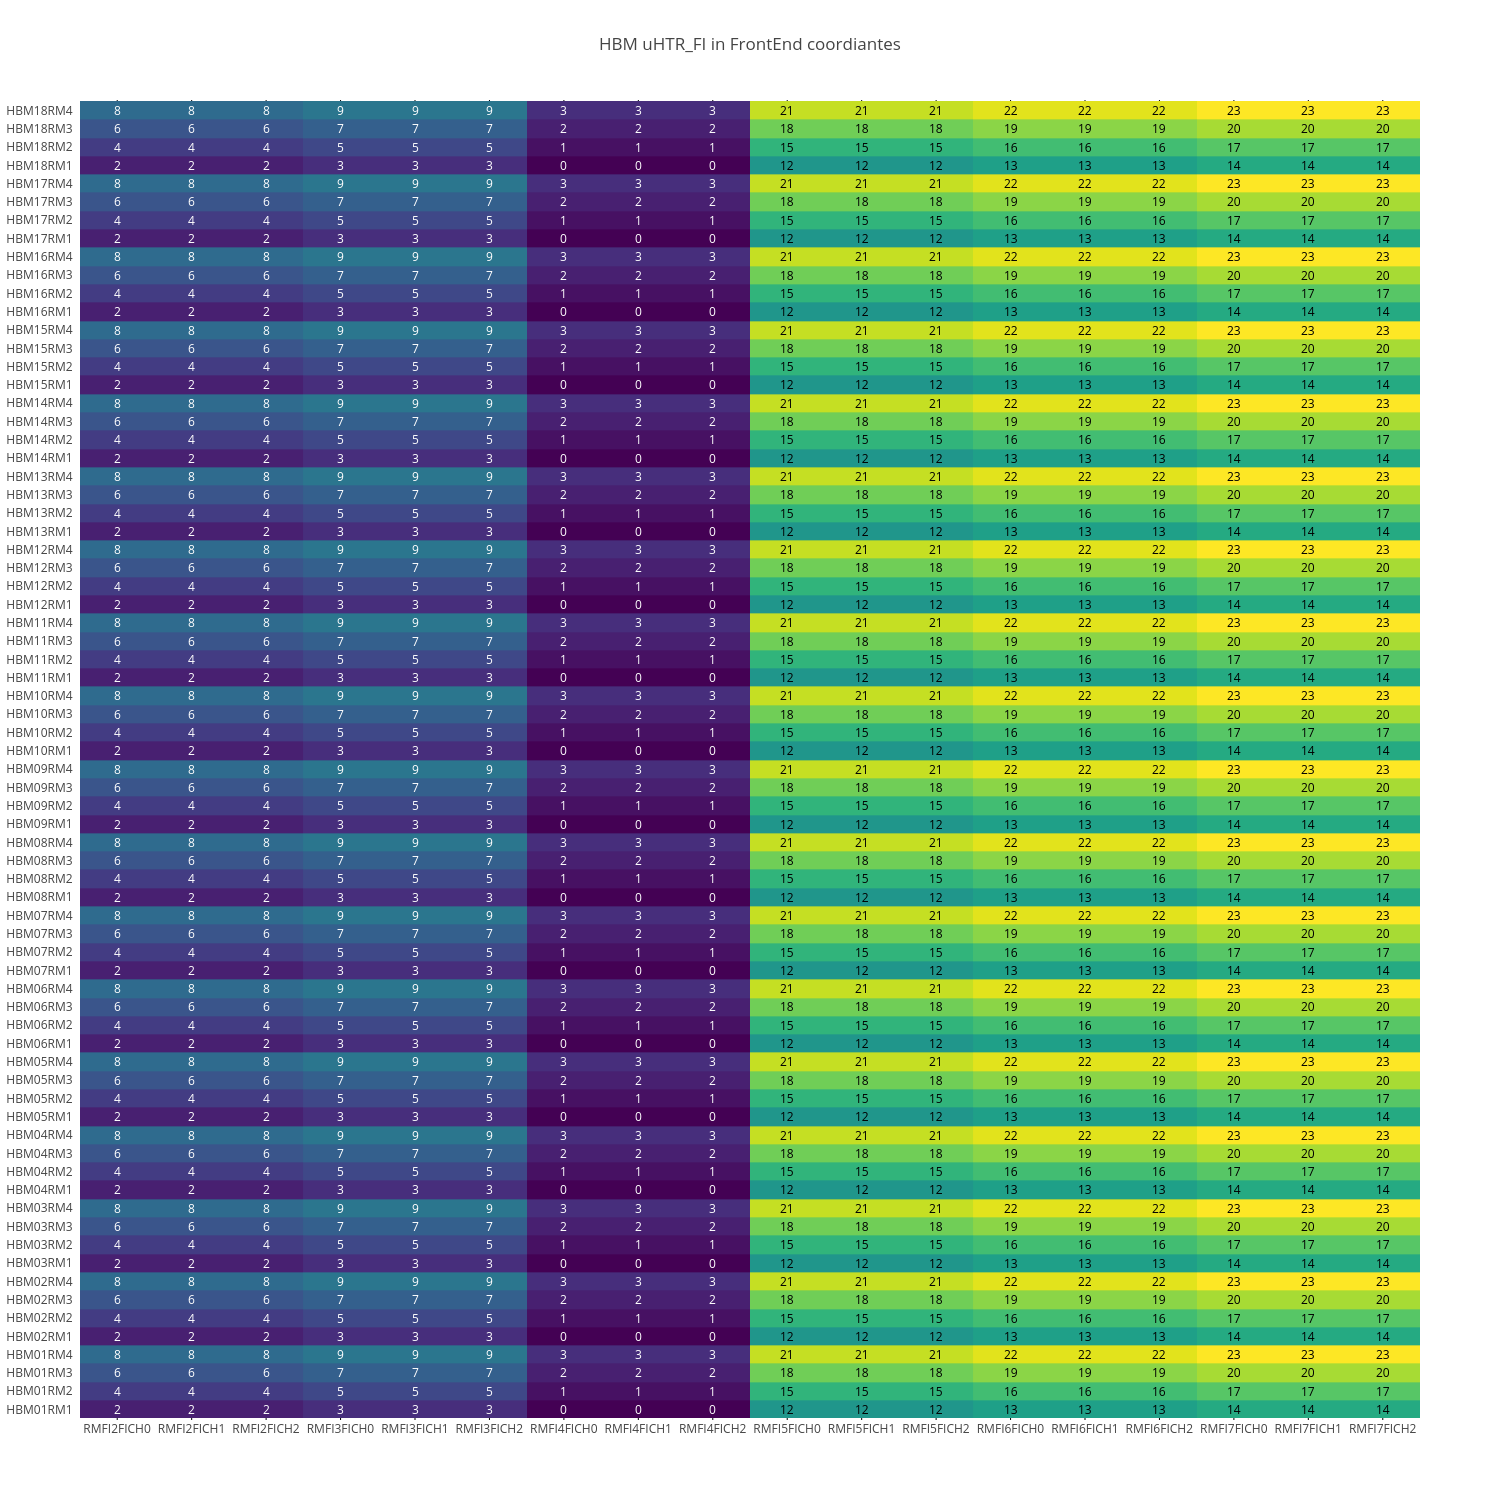 HBM uHTR_FI in FrontEnd coordiantes
HBM18RM4 8 8 8 9 9 9 3 3 3 21 21 21 22 22 22 23 23 23
HBM18RM3 6 6 6 7 7 7 2 2 2 18 18 18 19 19 19 20 20 20
HBM18RM2 4 4 4 5 5 5 1 1 1 15 15 15 16 16 16 17 17 17
HBM18RM1 2 2 2 3 3 3 0 0 0 12 12 12 13 13 13 14 14 14
HBM17RM4 8 8 8 9 9 9 3 3 3 21 21 21 22 22 22 23 23 23
HBM17RM3 6 6 6 7 7 7 2 2 2 18 18 18 19 19 19 20 20 20
HBM17RM2 4 4 4 5 5 5 1 1 1 15 15 15 16 16 16 17 17 17
HBM17RM1 2 2 2 3 3 3 0 0 0 12 12 12 13 13 13 14 14 14
HBM16RM4 8 8 8 9 9 9 3 3 3 21 21 21 22 22 22 23 23 23
HBM16RM3 6 6 6 7 7 7 2 2 2 18 18 18 19 19 19 20 20 20
HBM16RM2 4 4 4 5 5 5 1 1 1 15 15 15 16 16 16 17 17 17
HBM16RM1 2 2 2 3 3 3 0 0 0 12 12 12 13 13 13 14 14 14
HBM15RM4 8 8 8 9 9 9 3 3 3 21 21 21 22 22 22 23 23 23
HBM15RM3 6 6 6 7 7 7 2 2 2 18 18 18 19 19 19 20 20 20
HBM15RM2 4 4 4 5 5 5 1 1 1 15 15 15 16 16 16 17 17 17
HBM15RM1 2 2 2 3 3 3 0 0 0 12 12 12 13 13 13 14 14 14
HBM14RM4 8 8 8 9 9 9 3 3 3 21 21 21 22 22 22 23 23 23
HBM14RM3 6 6 6 7 7 7 2 2 2 18 18 18 19 19 19 20 20 20
HBM14RM2 4 4 4 5 5 5 1 1 1 15 15 15 16 16 16 17 17 17
HBM14RM1 2 2 2 3 3 3 0 0 0 12 12 12 13 13 13 14 14 14
HBM13RM4 8 8 8 9 9 9 3 3 3 21 21 21 22 22 22 23 23 23
HBM13RM3 6 6 6 7 7 7 2 2 2 18 18 18 19 19 19 20 20 20
HBM13RM2 4 4 4 5 5 5 1 1 1 15 15 15 16 16 16 17 17 17
HBM13RM1 2 2 2 3 3 3 0 0 0 12 12 12 13 13 13 14 14 14
HBM12RM4 8 8 8 9 9 9 3 3 3 21 21 21 22 22 22 23 23 23
HBM12RM3 6 6 6 7 7 7 2 2 2 18 18 18 19 19 19 20 20 20
HBM12RM2 4 4 4 5 5 5 1 1 1 15 15 15 16 16 16 17 17 17
HBM12RM1 2 2 2 3 3 3 0 0 0 12 12 12 13 13 13 14 14 14
HBM11RM4 8 8 8 9 9 9 3 3 3 21 21 21 22 22 22 23 23 23
HBM11RM3 6 6 6 7 7 7 2 2 2 18 18 18 19 19 19 20 20 20
HBM11RM2 4 4 4 5 5 5 1 1 1 15 15 15 16 16 16 17 17 17
HBM11RM1 2 2 2 3 3 3 0 0 0 12 12 12 13 13 13 14 14 14
HBM10RM4 8 8 8 9 9 9 3 3 3 21 21 21 22 22 22 23 23 23
HBM10RM3 6 6 6 7 7 7 2 2 2 18 18 18 19 19 19 20 20 20
HBM10RM2 4 4 4 5 5 5 1 1 1 15 15 15 16 16 16 17 17 17
HBM10RM1 2 2 2 3 3 3 0 0 0 12 12 12 13 13 13 14 14 14
HBM09RM4 8 8 8 9 9 9 3 3 3 21 21 21 22 22 22 23 23 23
HBM09RM3 6 6 6 7 7 7 2 2 2 18 18 18 19 19 19 20 20 20
HBM09RM2 4 4 4 5 5 5 1 1 1 15 15 15 16 16 16 17 17 17
HBM09RM1 2 2 2 3 3 3 0 0 0 12 12 12 13 13 13 14 14 14
HBM08RM4 8 8 8 9 9 9 3 3 3 21 21 21 22 22 22 23 23 23
HBM08RM3 6 6 6 7 7 7 2 2 2 18 18 18 19 19 19 20 20 20
HBM08RM2 4 4 4 5 5 5 1 1 1 15 15 15 16 16 16 17 17 17
HBM08RM1 2 2 2 3 3 3 0 0 0 12 12 12 13 13 13 14 14 14
HBM07RM4 8 8 8 9 9 9 3 3 3 21 21 21 22 22 22 23 23 23
HBM07RM3 6 6 6 7 7 7 2 2 2 18 18 18 19 19 19 20 20 20
HBM07RM2 4 4 4 5 5 5 1 1 1 15 15 15 16 16 16 17 17 17
HBM07RM1 2 2 2 3 3 3 0 0 0 12 12 12 13 13 13 14 14 14
HBM06RM4 8 8 8 9 9 9 3 3 3 21 21 21 22 22 22 23 23 23
HBM06RM3 6 6 6 7 7 7 2 2 2 18 18 18 19 19 19 20 20 20
HBM06RM2 4 4 4 5 5 5 1 1 1 15 15 15 16 16 16 17 17 17
HBM06RM1 2 2 2 3 3 3 0 0 0 12 12 12 13 13 13 14 14 14
HBM05RM4 8 8 8 9 9 9 3 3 3 21 21 21 22 22 22 23 23 23
HBM05RM3 6 6 6 7 7 7 2 2 2 18 18 18 19 19 19 20 20 20
HBM05RM2 4 4 4 5 5 5 1 1 1 15 15 15 16 16 16 17 17 17
HBM05RM1 2 2 2 3 3 3 0 0 0 12 12 12 13 13 13 14 14 14
HBM04RM4 8 8 8 9 9 9 3 3 3 21 21 21 22 22 22 23 23 23
HBM04RM3 6 6 6 7 7 7 2 2 2 18 18 18 19 19 19 20 20 20
HBM04RM2 4 4 4 5 5 5 1 1 1 15 15 15 16 16 16 17 17 17
HBM04RM1 2 2 2 3 3 3 0 0 0 12 12 12 13 13 13 14 14 14
HBM03RM4 8 8 8 9 9 9 3 3 3 21 21 21 22 22 22 23 23 23
HBM03RM3 6 6 6 7 7 7 2 2 2 18 18 18 19 19 19 20 20 20
HBM03RM2 4 4 4 5 5 5 1 1 1 15 15 15 16 16 16 17 17 17
HBM03RM1 2 2 2 3 3 3 0 0 0 12 12 12 13 13 13 14 14 14
HBM02RM4 8 8 8 9 9 9 3 3 3 21 21 21 22 22 22 23 23 23
HBM02RM3 6 6 6 7 7 7 2 2 2 18 18 18 19 19 19 20 20 20
HBM02RM2 4 4 4 5 5 5 1 1 1 15 15 15 16 16 16 17 17 17
HBM02RM1 2 2 2 3 3 3 0 0 0 12 12 12 13 13 13 14 14 14
HBM01RM4 8 8 8 9 9 9 3 3 3 21 21 21 22 22 22 23 23 23
HBM01RM3 6 6 6 7 7 7 2 2 2 18 18 18 19 19 19 20 20 20
HBM01RM2 4 4 4 5 5 5 1 1 1 15 15 15 16 16 16 17 17 17
HBM01RM1 2 2 2 3 3 3 0 0 0 12 12 12 13 13 13 14 14 14
RMFI2FICH0 RMFI2FICH1 RMFI2FICH2 RMFI3FICH0 RMFI3FICH1 RMFI3FICH2 RMFI4FICH0 RMFI4FICH1 RMFI4FICH2 RMFI5FICH0 RMFI5FICH1 RMFI5FICH2 RMFI6FICH0 RMFI6FICH1 RMFI6FICH2 RMFI7FICH0 RMFI7FICH1 RMFI7FICH2